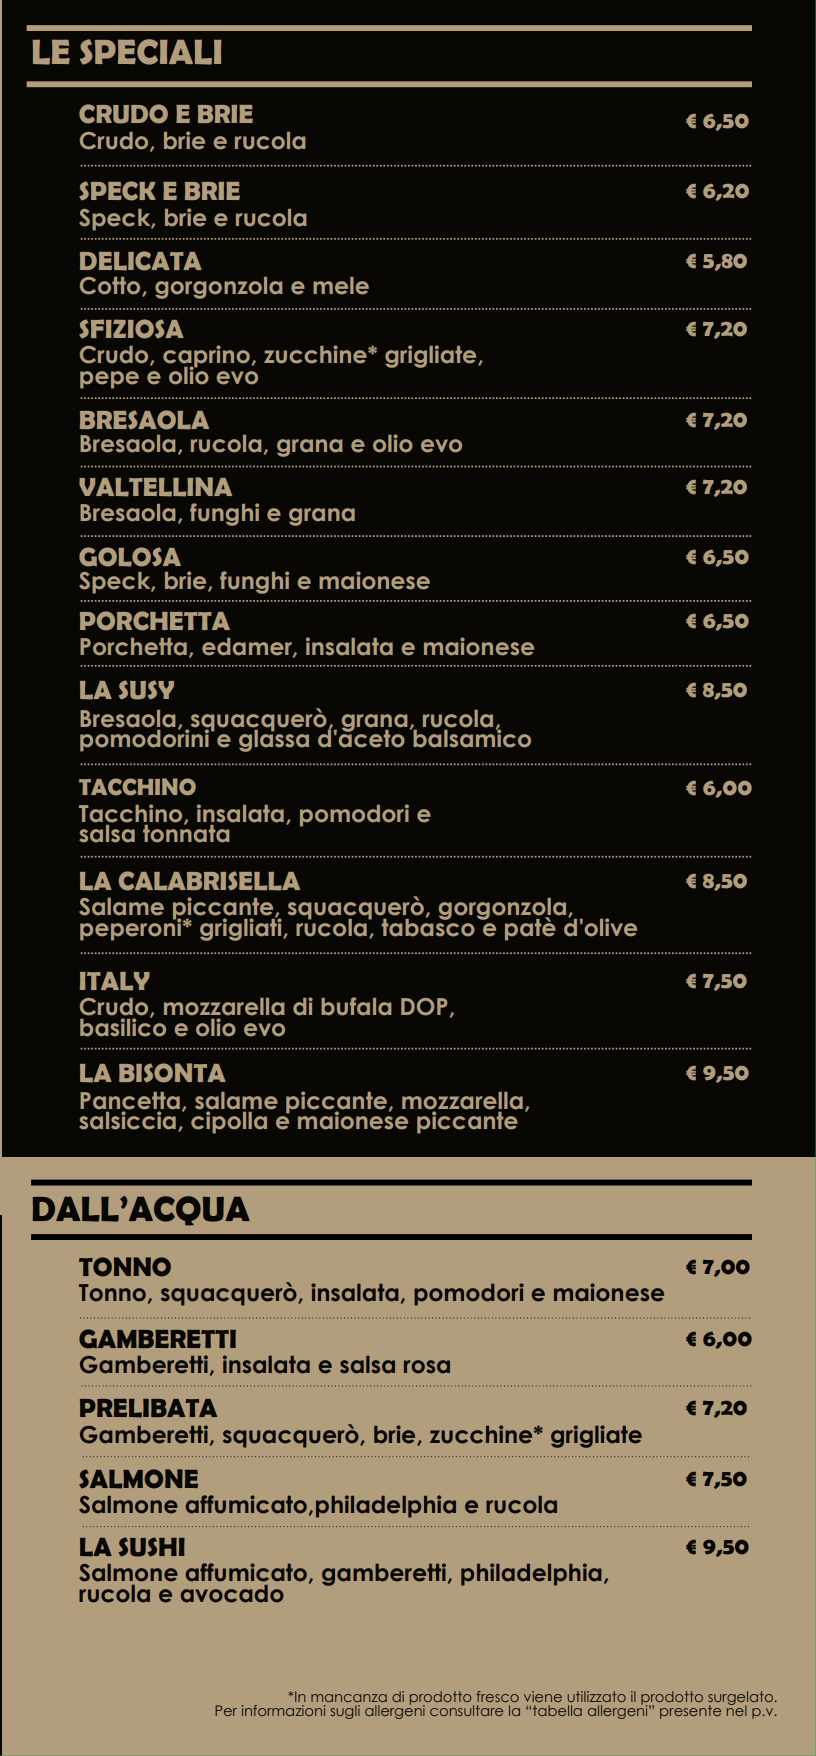 LE SPECIALI
CRUDO E BRIE € 6,50
Crudo, brie e rucola
SPECK E BRIE € 6,20
Speck, brie e rucola
DELICATA € 5,80
Cotto, gorgonzola e mele
SFIZIOSA € 7,20
Crudo, caprino, zucchine* grigliate,
pepe e olio evo
BRESAOLA € 7,20
Bresaola, rucola, grana e olio evo
VALTELLINA € 7,20
Bresaola, funghi e grana
GOLOSA € 6,50
Speck, brie, funghi e maionese
PORCHETTA € 6,50
Porchetta, edamer, insalata e maionese
LA SUSY € 8,50
Bresaola, squacquerò, grana, rucola,
pomodorini e glassa d'aceto balsamico
TACCHINO € 6,00
Tacchino, insalata, pomodori e
salsa tonnata
LA CALABRISELLA € 8,50
Salame piccante, squacquerò, gorgonzola,
peperoni* grigliati, rucola, tabasco e patè d'olive
ITALY € 7,50
Crudo, mozzarella di bufala DOP,
basilico e olio evo
LA BISONTA € 9,50
Pancetta, salame piccante, mozzarella,
salsiccia, cipolla e maionese piccante
DALL’ACQUA
TONNO € 7,00
Tonno, squacquerò, insalata, pomodori e maionese
GAMBERETTI € 6,00
Gamberetti, insalata e salsa rosa
PRELIBATA € 7,20
Gamberetti, squacquerò, brie, zucchine* grigliate
SALMONE € 7,50
Salmone affumicato,philadelphia e rucola
LA SUSHI € 9,50
Salmone affumicato, gamberetti, philadelphia,
rucola e avocado
*In mancanza di prodotto fresco viene utilizzato il prodotto surgelato.
Per informazioni sugli allergeni consultare la “tabella allergeni” presente nel p.v.